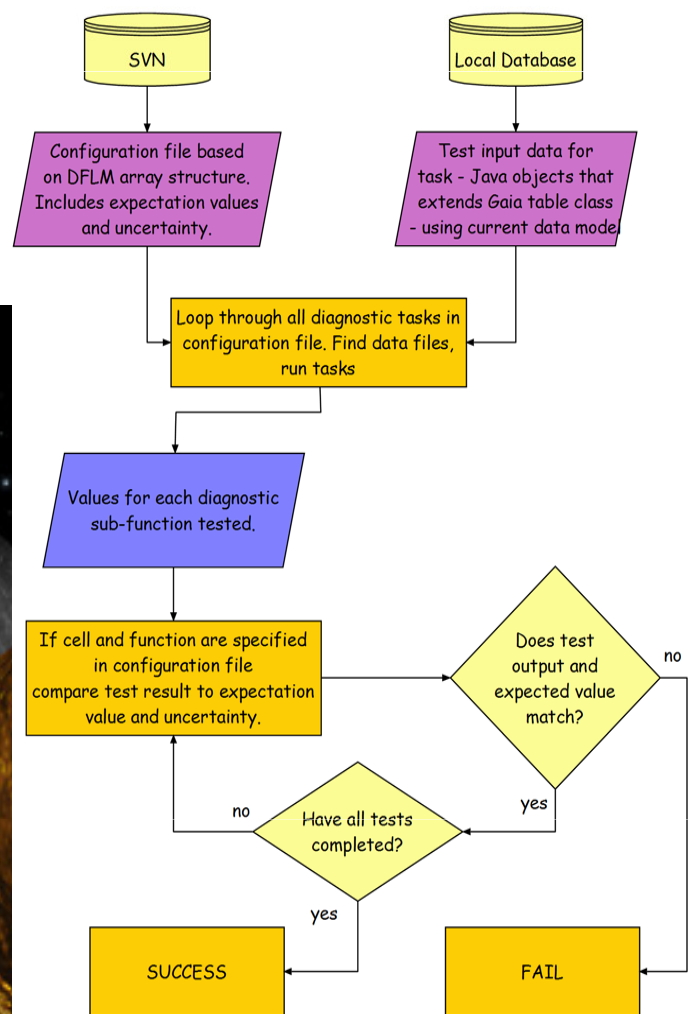 SVN
Local Database
Configuration file based
on DFLM array structure.
Includes expectation values
and uncertainty.
Test input data for
task - Java objects that
extends Gaia table class
- using current data model
Loop through all diagnostic tasks in
configuration file. Find data files,
run tasks
Values for each diagnostic
sub-function tested.
If cell and function are specified
in configuration file
compare test result to expectation
value and uncertainty.
Does test
output and
expected value
match?
no
yes
Have all tests
completed?
no
yes
SUCCESS
FAIL